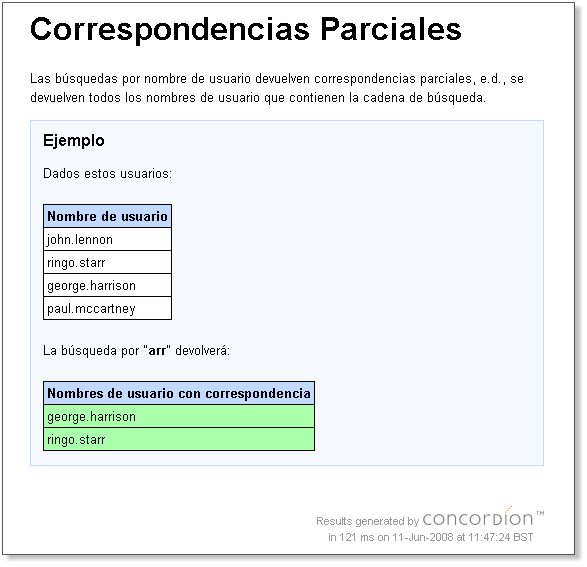 Correspondencias Parciales
Las búsquedas por nombre de usuario devuelven correspondencias parciales, e.d., se
devuelven todos los nombres de usuario que contienen la cadena de búsqueda.
Ejemplo
Dados estos usuarios:
Nombre de usuario
john.lennon
ringo.starr
george.harrison
paul.mccartney
La búsqueda por "arr" devolverá:
Nombres de usuario con correspondencia
george.harrison
ringo.starr
Results generated by concordion™
in 121 ms on 11-Jun-2008 at 11:47:24 BST